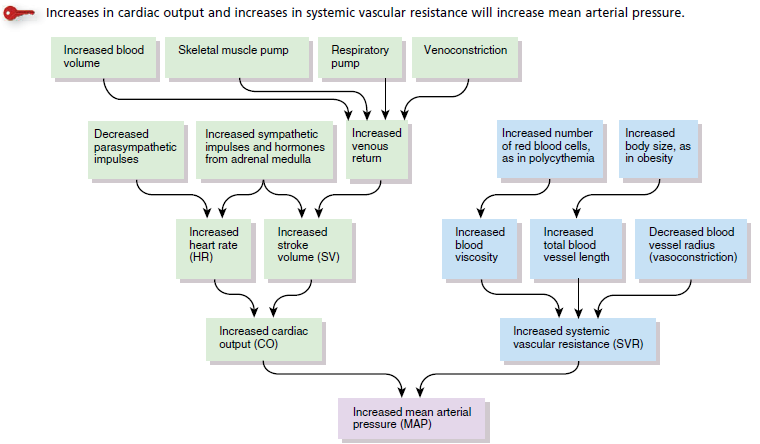 Increases in cardiac output and increases in systemic vascular resistance will increase mean arterial pressure.
Increased blood
volume
Skeletal muscle pump
Respiratory
pump
Venoconstriction
Decreased
parasympathetic
impulses
Increased sympathetic
impulses and hormones
from adrenal medulla
Increased
venous
return
Increased number
of red blood cells,
as in polycythemia
Increased
body size, as
in obesity
Increased
heart rate
(HR)
Increased
stroke
volume (SV)
Increased
blood
viscosity
Increased
total blood
vessel length
Decreased blood
vessel radius
(vasoconstriction)
Increased cardiac
output (CO)
Increased systemic
vascular resistance (SVR)
Increased mean arterial
pressure (MAP)